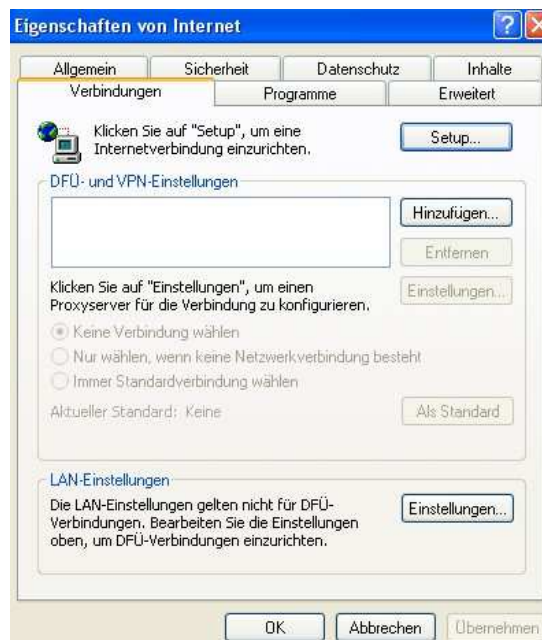 Eigenschaften von Internet
Allgemein Sicherheit Datenschutz Inhalte
Verbindungen Programme Erweitert
Klicken Sie auf "Setup", um eine
Internetverbindung einzurichten.
Setup...
DFÜ- und VPN-Einstellungen
Hinzufügen...
Entfernen
Klicken Sie auf "Einstellungen", um einen
Proxyserver für die Verbindung zu konfigurieren.
Einstellungen...
Keine Verbindung wählen
Nur wählen, wenn keine Netzwerkverbindung besteht
Immer Standardverbindung wählen
Aktueller Standard: Keine Als Standard
LAN-Einstellungen
Die LAN-Einstellungen gelten nicht für DFÜ-
Verbindungen. Bearbeiten Sie die Einstellungen
oben, um DFÜ-Verbindungen einzurichten.
Einstellungen...
OK Abbrechen Übernehmen